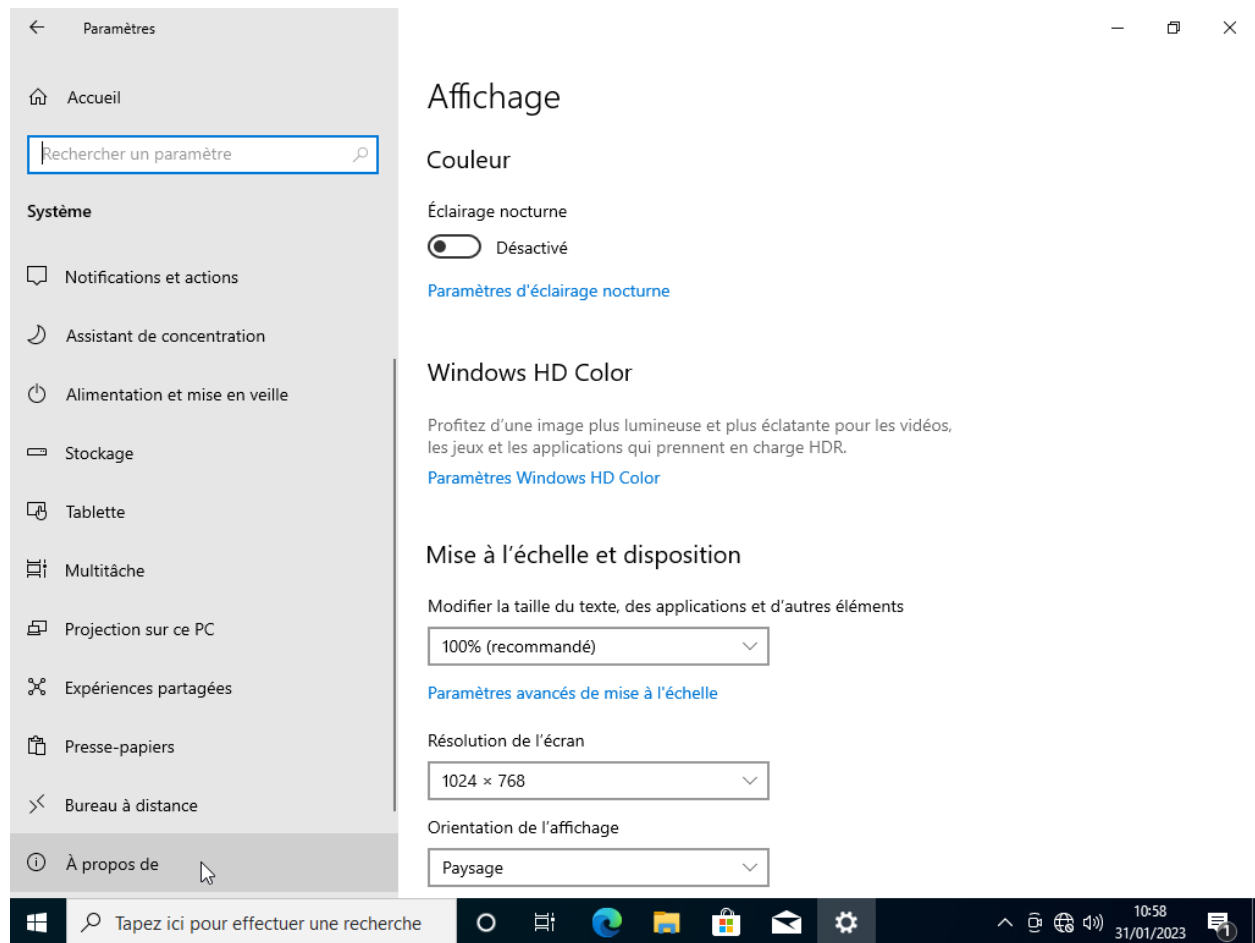 Paramètres
Accueil
Rechercher un paramètre
Système
Notifications et actions
Assistant de concentration
Alimentation et mise en veille
Stockage
Tablette
Multitâche
Projection sur ce PC
Expériences partagées
Presse-papiers
Bureau à distance
À propos de
Affichage
Couleur
Éclairage nocturne
Désactivé
Paramètres d'éclairage nocturne
Windows HD Color
Profitez d’une image plus lumineuse et plus éclatante pour les vidéos,
les jeux et les applications qui prennent en charge HDR.
Paramètres Windows HD Color
Mise à l’échelle et disposition
Modifier la taille du texte, des applications et d’autres éléments
100% (recommandé)
Paramètres avancés de mise à l'échelle
Résolution de l’écran
1024 × 768
Orientation de l’affichage
Paysage
Tapez ici pour effectuer une recherche
10:58
31/01/2023
1